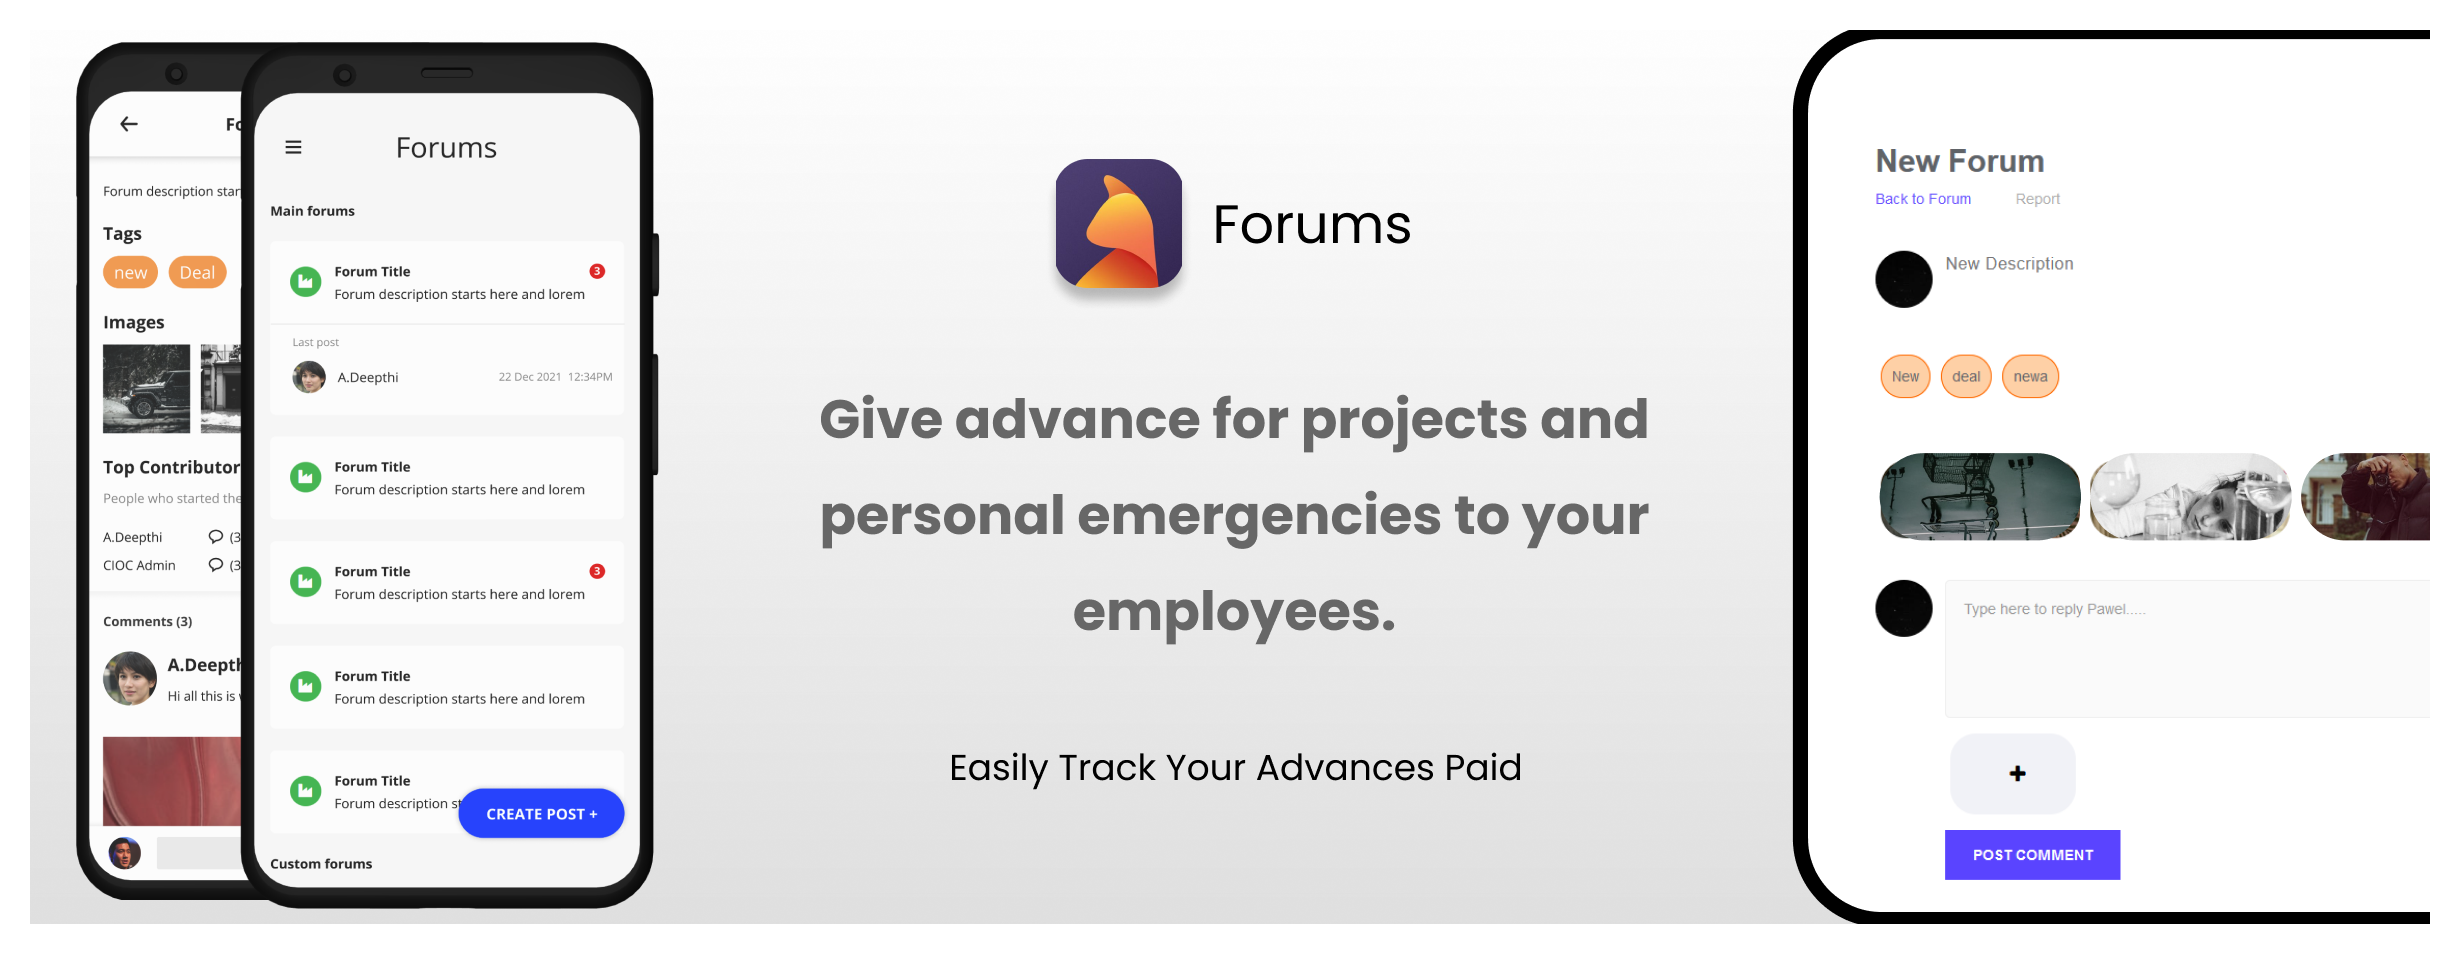 Fo
Forum description star
Tags
new Deal
Images
Top Contributor
People who started the
A.Deepthi (3
CIOC Admin (3
Comments (3)
A.Deepth
Hi all this is
Forums
Main forums
Forum Title 3
Forum description starts here and lorem
Last post
A.Deepthi 22 Dec 2021 12:34PM
Forum Title
Forum description starts here and lorem
Forum Title 3
Forum description starts here and lorem
Forum Title
Forum description starts here and lorem
Forum Title
Forum description st
CREATE POST +
Custom forums
Forums
Give advance for projects and
personal emergencies to your
employees.
Easily Track Your Advances Paid
New Forum
Back to Forum Report
New Description
New deal newa
Type here to reply Pawel.....
+
POST COMMENT